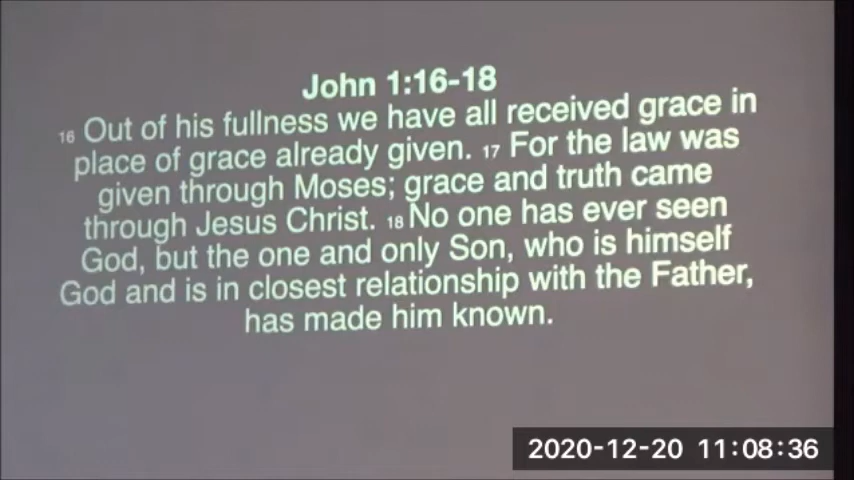 John 1:16-18
16 Out of his fullness we have all received grace in
place of grace already given. 17 For the law was
given through Moses; grace and truth came
through Jesus Christ. 18 No one has ever seen
God, but the one and only Son, who is himself
God and is in closest relationship with the Father,
has made him known.
2020-12-20 11:08:36